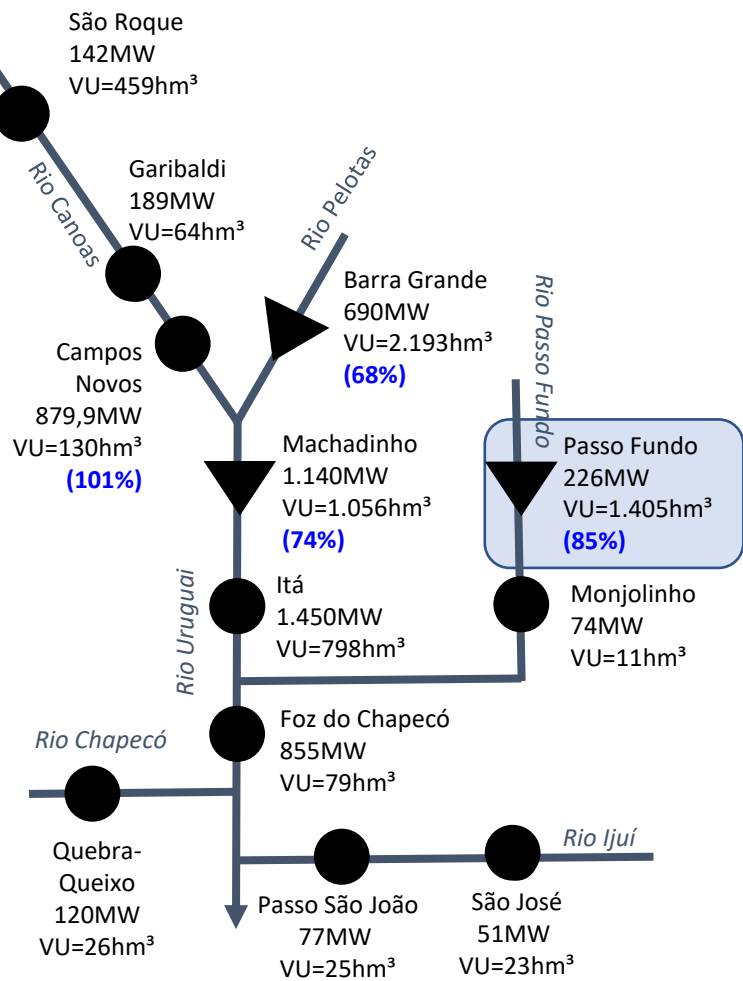 São Roque
142MW
VU=459hm³
Rio Canoas
Garibaldi
189MW
VU=64hm³
Rio Pelotas
Barra Grande
690MW
VU=2.193hm³
(68%)
Rio Passo Fundo
Campos
Novos
879,9MW
VU=130hm³
(101%)
Machadinho
1.140MW
VU=1.056hm³
(74%)
Passo Fundo
226MW
VU=1.405hm³
(85%)
Itá
1.450MW
VU=798hm³
Monjolinho
74MW
VU=11hm³
Rio Uruguai
Foz do Chapecó
855MW
VU=79hm³
Rio Chapecó
Quebra-
Queixo
120MW
VU=26hm³
Rio Ijuí
Passo São João
77MW
VU=25hm³
São José
51MW
VU=23hm³